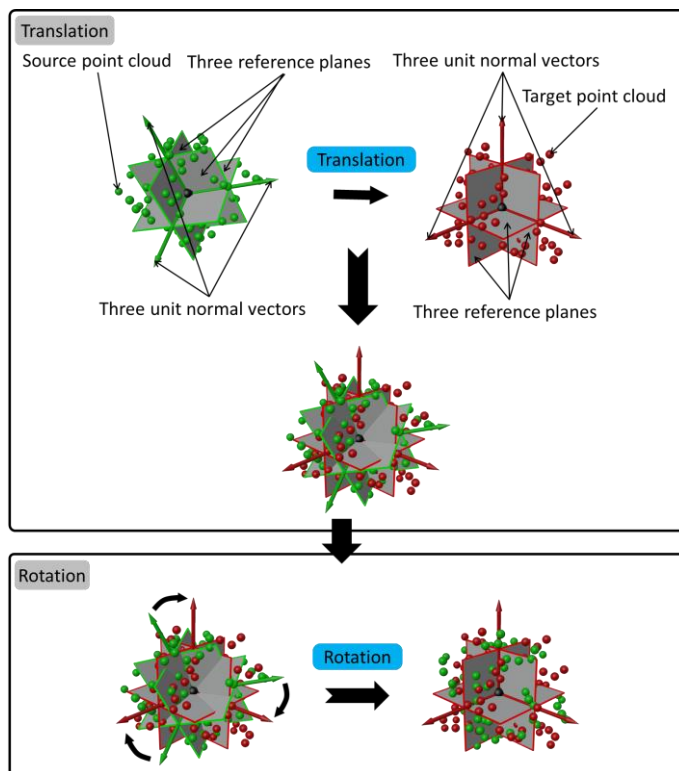 Translation
Source point cloud
Three reference planes
Three unit normal vectors
Target point cloud
Translation
Three unit normal vectors
Three reference planes
Rotation
Rotation